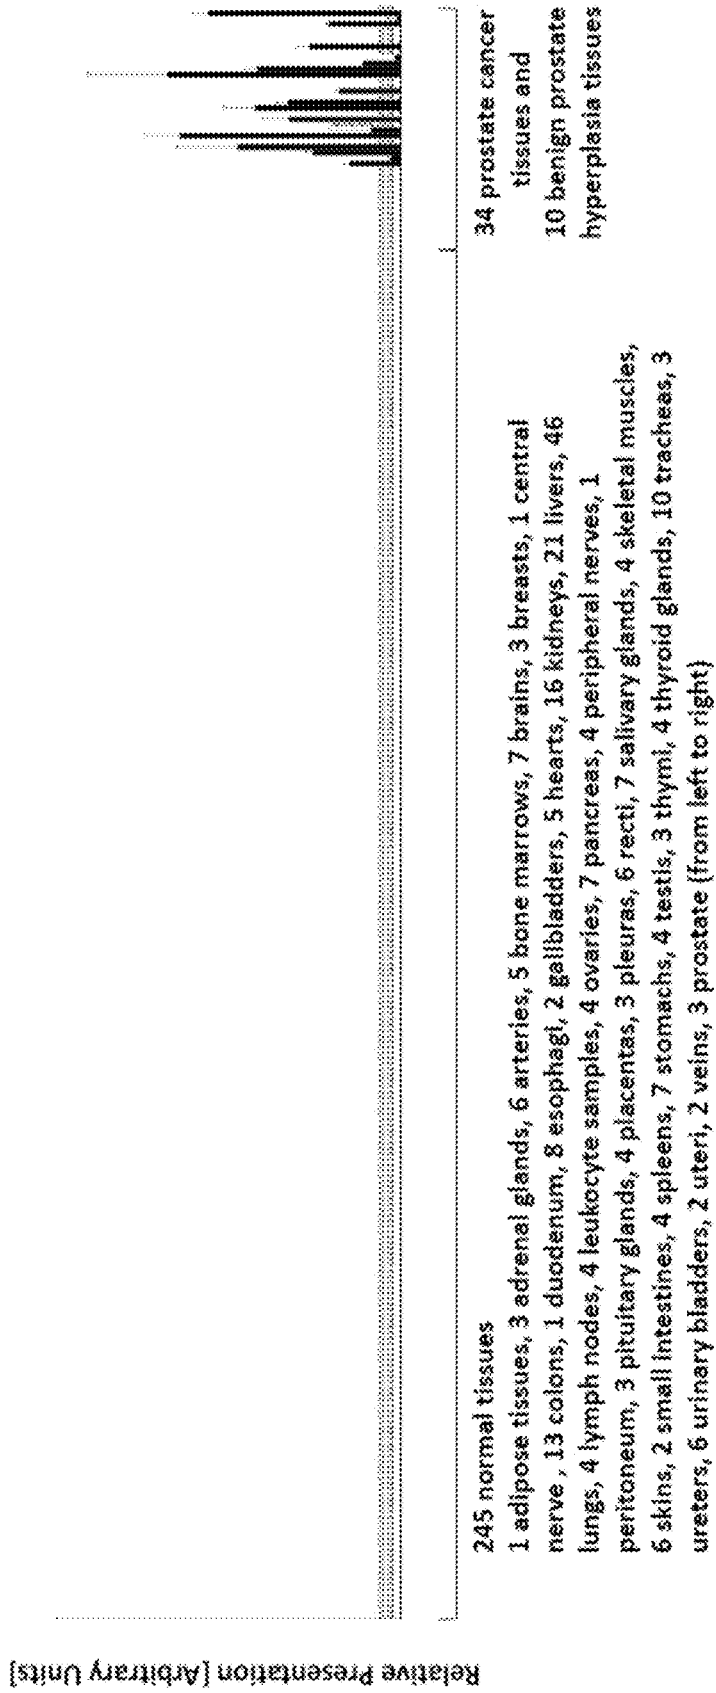 Relative Presentation [Arbitrary Units]
245 normal tissues
1 adipose tissues, 3 adrenal glands, 6 arteries, 5 bone marrows, 7 brains, 3 breasts, 1 central
nerve , 13 colons, 1 duodenum, 8 esophagi, 2 gallbladders, 5 hearts, 16 kidneys, 21 livers, 46
lungs, 4 lymph nodes, 4 leukocyte samples, 4 ovaries, 7 pancreas, 4 peripheral nerves, 1
peritoneum, 3 pituitary glands, 4 placentas, 3 pleuras, 6 recti, 7 salivary glands, 4 skeletal muscles,
6 skins, 2 small intestines, 4 spleens, 7 stomachs, 4 testis, 3 thymi, 4 thyroid glands, 10 tracheas, 3
ureters, 6 urinary bladders, 2 uteri, 2 veins, 3 prostate (from left to right)
34 prostate cancer
tissues and
10 benign prostate
hyperplasia tissues